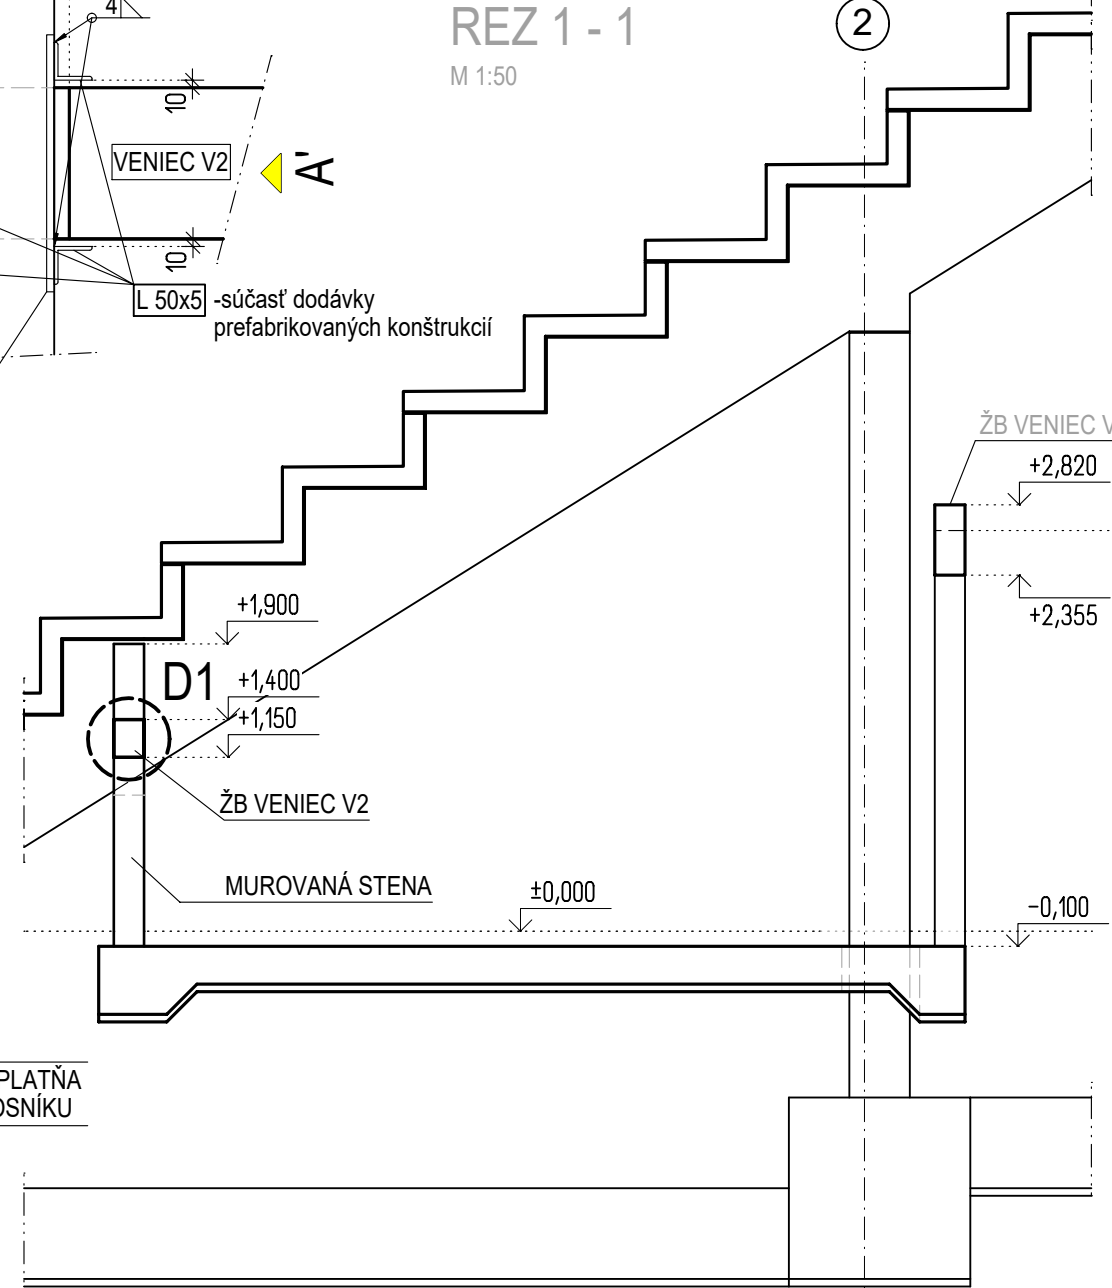 4
REZ 1 - 1
M 1:50
2
10
VENIEC V2
A'
10
L 50x5 -súčasť dodávky
prefabrikovaných konštrukcií
ŽB VENIEC
+2,820
+2,355
+1,900
D1
+1,400
+1,150
ŽB VENIEC V2
MUROVANÁ STENA
±0,000
-0,100
PLATŇA